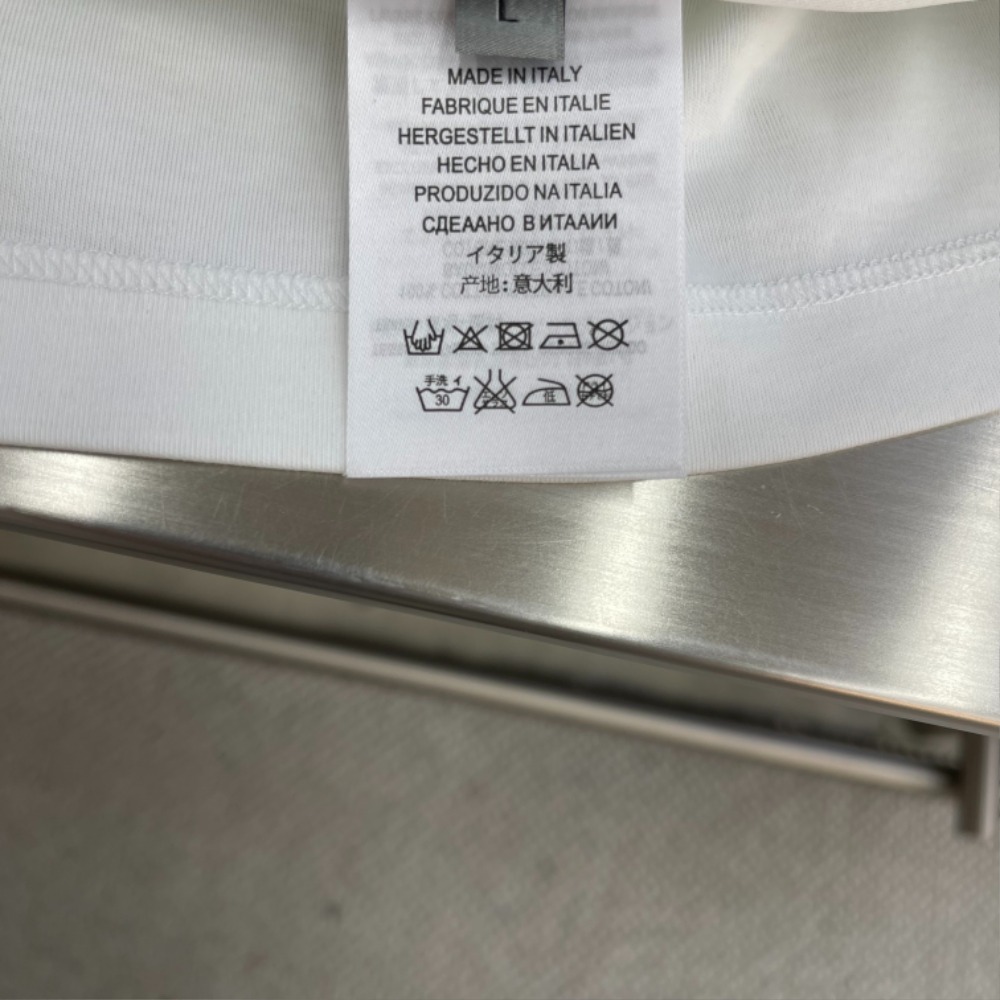 L
MADE IN ITALY
FABRIQUE EN ITALIE
HERGESTELLT IN ITALIEN
HECHO EN ITALIA
PRODUZIDO NA ITALIA
СДЕААНО В ИТААИИ
イタリア製
产地:意大利
手洗 イ
30
低